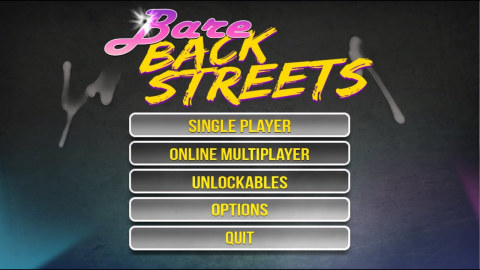 Bare
BACK
STREETS
SINGLE PLAYER
ONLINE MULTIPLAYER
UNLOCKABLES
OPTIONS
QUIT